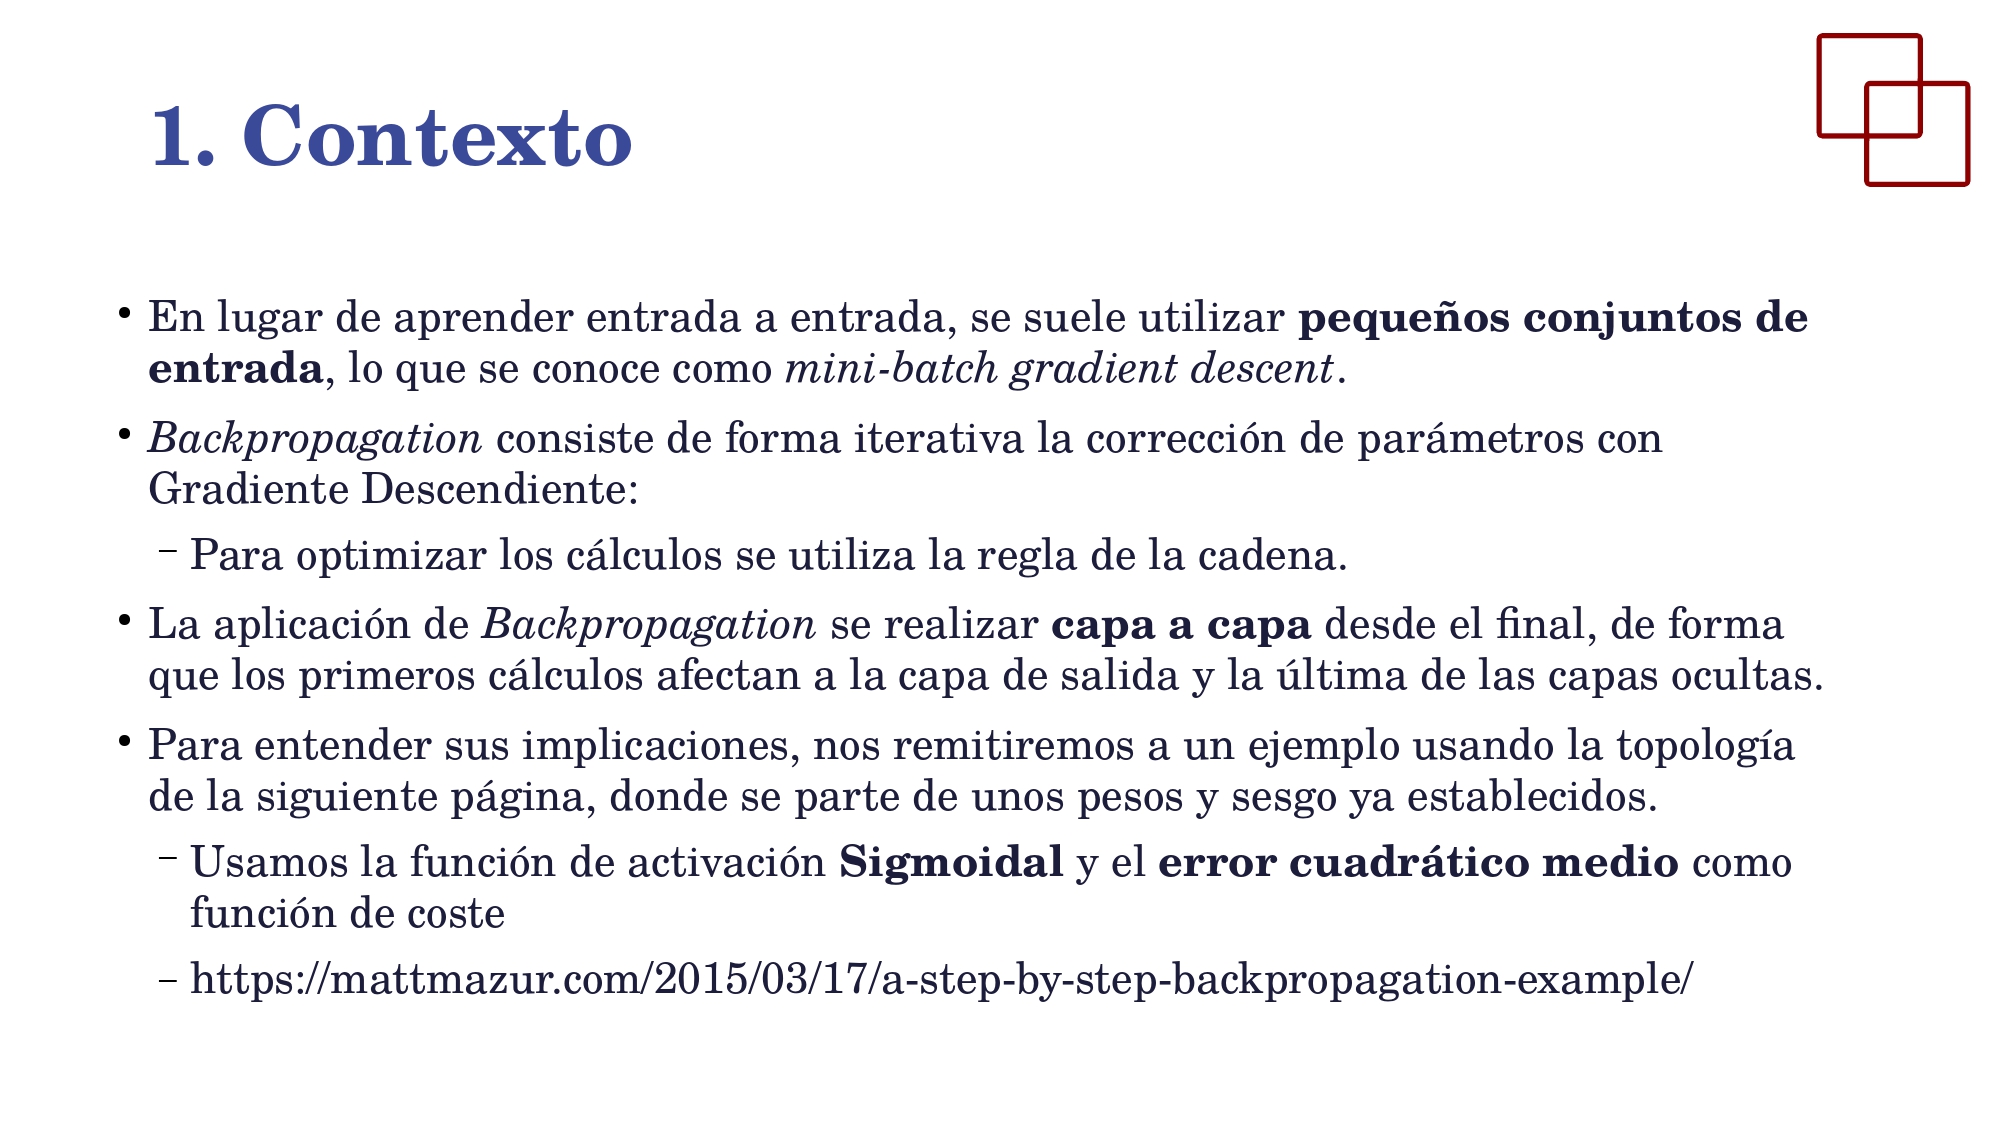 1. Contexto
• En lugar de aprender entrada a entrada, se suele utilizar pequeños conjuntos de
entrada, lo que se conoce como mini-batch gradient descent.
• Backpropagation consiste de forma iterativa la corrección de parámetros con
Gradiente Descendiente:
– Para optimizar los cálculos se utiliza la regla de la cadena.
• La aplicación de Backpropagation se realizar capa a capa desde el final, de forma
que los primeros cálculos afectan a la capa de salida y la última de las capas ocultas.
• Para entender sus implicaciones, nos remitiremos a un ejemplo usando la topología
de la siguiente página, donde se parte de unos pesos y sesgo ya establecidos.
– Usamos la función de activación Sigmoidal y el error cuadrático medio como
función de coste
– https://mattmazur.com/2015/03/17/a-step-by-step-backpropagation-example/